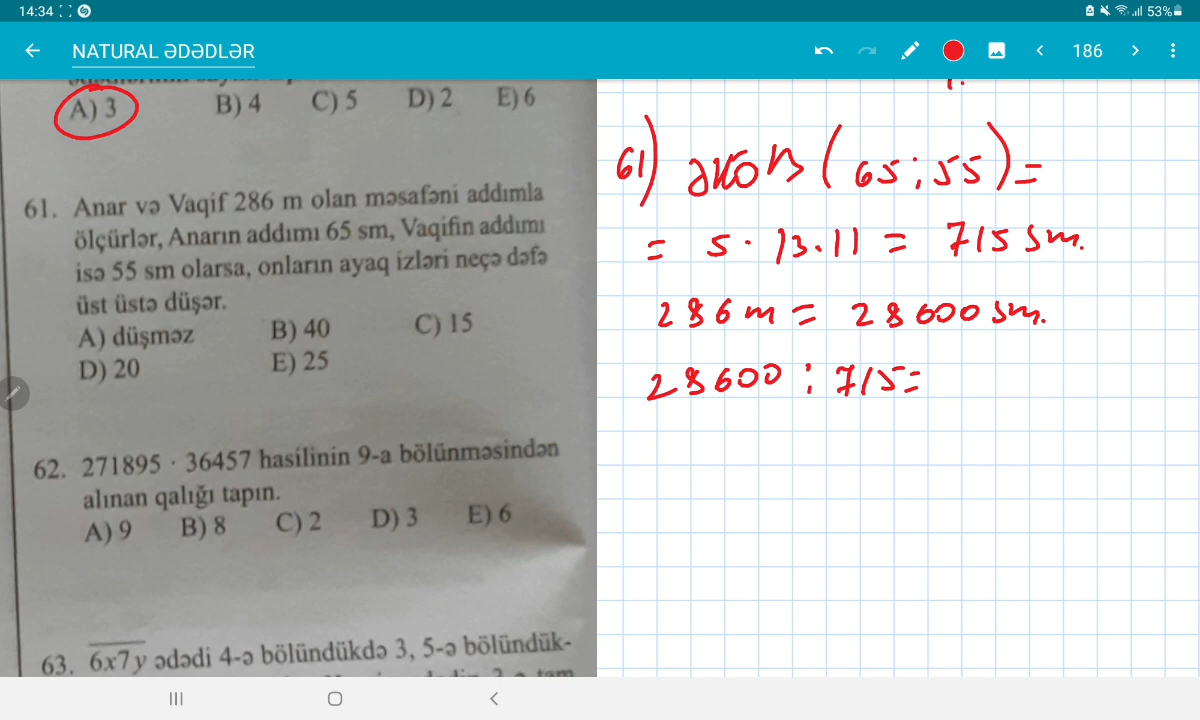 14:34
53%
NATURAL ƏDƏDLƏR
186
A) 3 B) 4 C) 5 D) 2 E) 6
61. Anar və Vaqif 286 m olan məsafəni addımla
ölçürlər, Anarın addımı 65 sm, Vaqifin addımı
isə 55 sm olarsa, onların ayaq izləri neçə dəfə
üst üstə düşər.
A) düşməz B) 40 C) 15
D) 20 E) 25
62. 271895 · 36457 hasilinin 9-a bölünməsindən
alınan qalığı tapın.
A) 9 B) 8 C) 2 D) 3 E) 6
63. 6x7y ədədi 4-ə bölündükdə 3, 5-ə bölündük-
61) ƏKOB (65;55) =
= 5 · 13 · 11 = 715 sm.
286 m = 28600 sm.
28600 : 715 =